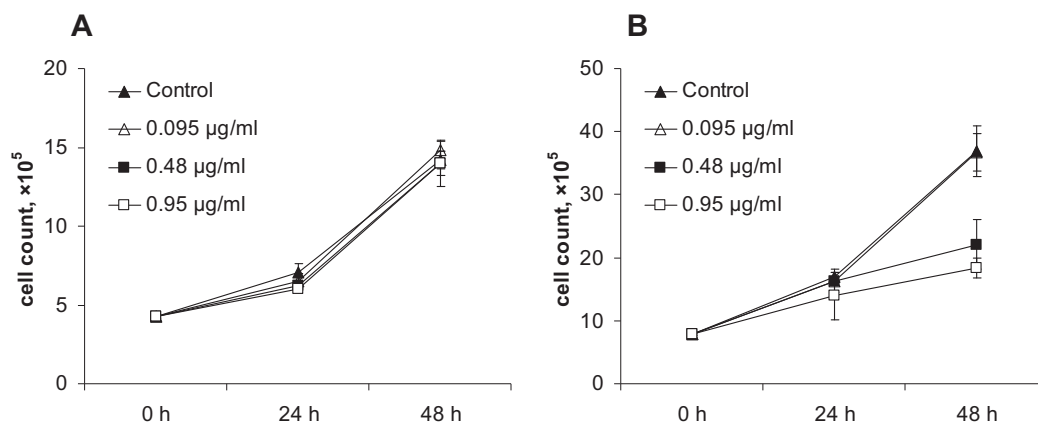 A
cell count, ×10⁵
20
15
10
5
0
Control
0.095 µg/ml
0.48 µg/ml
0.95 µg/ml
0 h 24 h 48 h
B
cell count, ×10⁵
50
40
30
20
10
0
Control
0.095 µg/ml
0.48 µg/ml
0.95 µg/ml
0 h 24 h 48 h